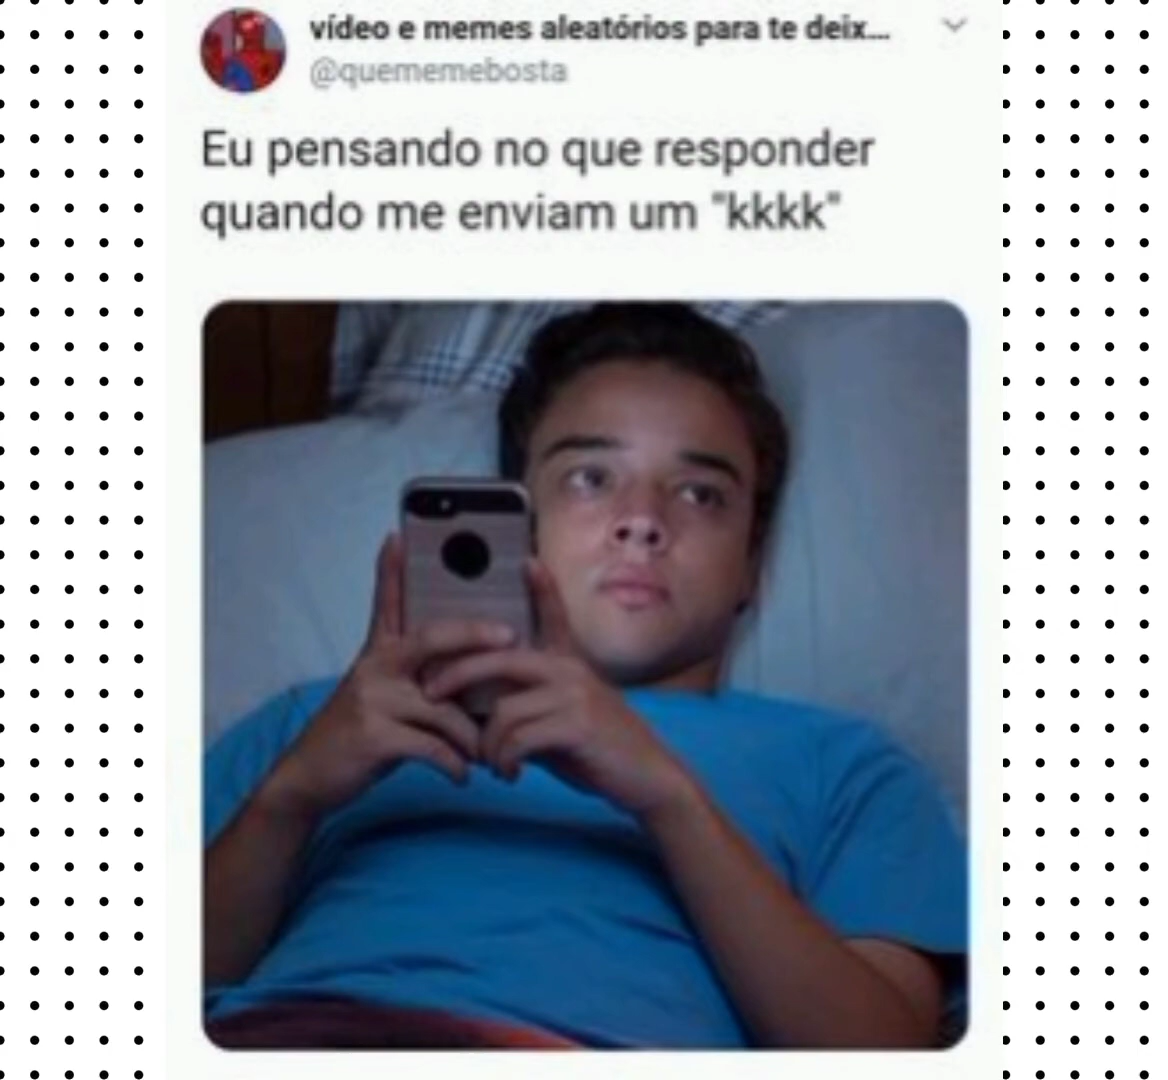 vídeo e memes aleatórios para te deix...
@quememebosta
Eu pensando no que responder
quando me enviam um "kkkk"